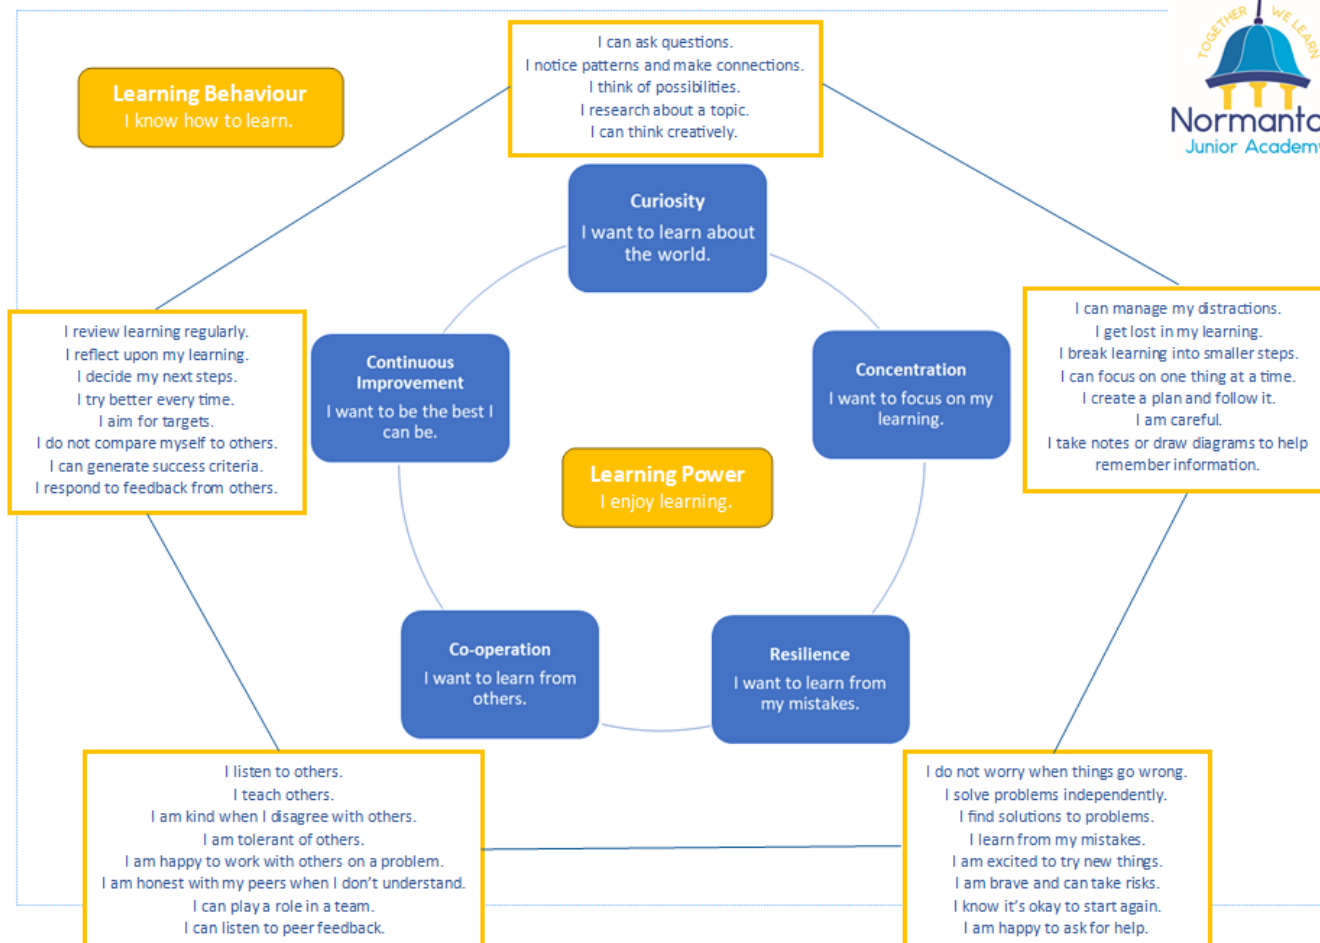 TOGETHER WE LEARN
Junior Academy
Learning Behaviour
I know how to learn.
I can ask questions.
I notice patterns and make connections.
I think of possibilities.
I research about a topic.
I can think creatively.
Curiosity
I want to learn about
the world.
I review learning regularly.
I reflect upon my learning.
I decide my next steps.
I try better every time.
I aim for targets.
I do not compare myself to others.
I can generate success criteria.
I respond to feedback from others.
Continuous
Improvement
I want to be the best I
can be.
Concentration
I want to focus on my
learning.
I can manage my distractions.
I get lost in my learning.
I break learning into smaller steps.
I can focus on one thing at a time.
I create a plan and follow it.
I am careful.
I take notes or draw diagrams to help
remember information.
Learning Power
I enjoy learning.
Co-operation
I want to learn from
others.
Resilience
I want to learn from
my mistakes.
I listen to others.
I teach others.
I am kind when I disagree with others.
I am tolerant of others.
I am happy to work with others on a problem.
I am honest with my peers when I don't understand.
I can play a role in a team.
I can listen to peer feedback.
I do not worry when things go wrong.
I solve problems independently.
I find solutions to problems.
I learn from my mistakes.
I am excited to try new things.
I am brave and can take risks.
I know it's okay to start again.
I am happy to ask for help.